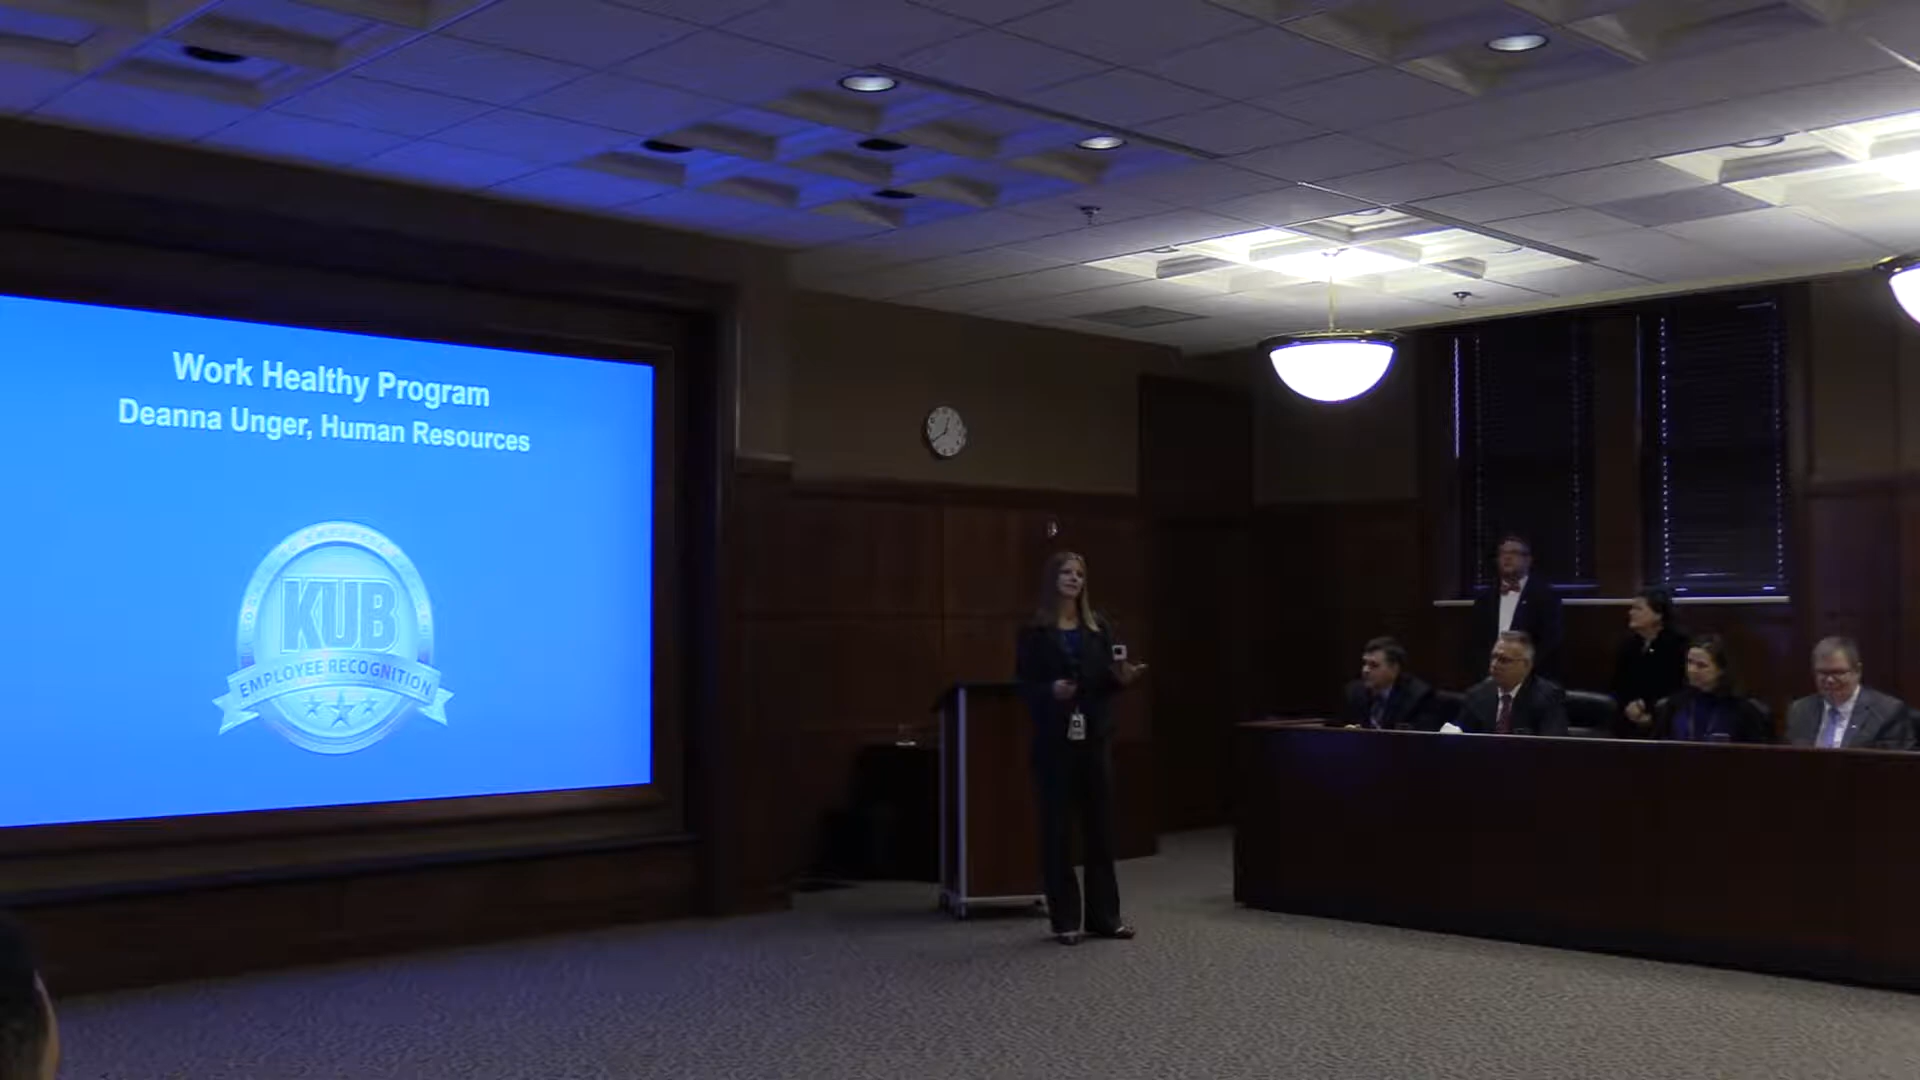 Work Healthy Program
Deanna Unger, Human Resources
KUB
EMPLOYEE RECOGNITION